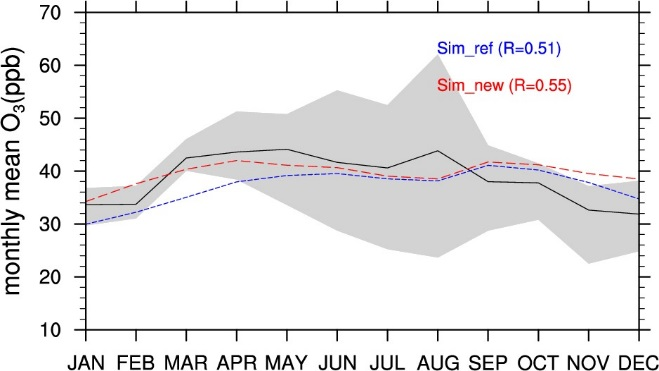 70
60
50
40
30
20
10
monthly mean O₃(ppb)
Sim_ref (R=0.51)
Sim_new (R=0.55)
JAN FEB MAR APR MAY JUN JUL AUG SEP OCT NOV DEC